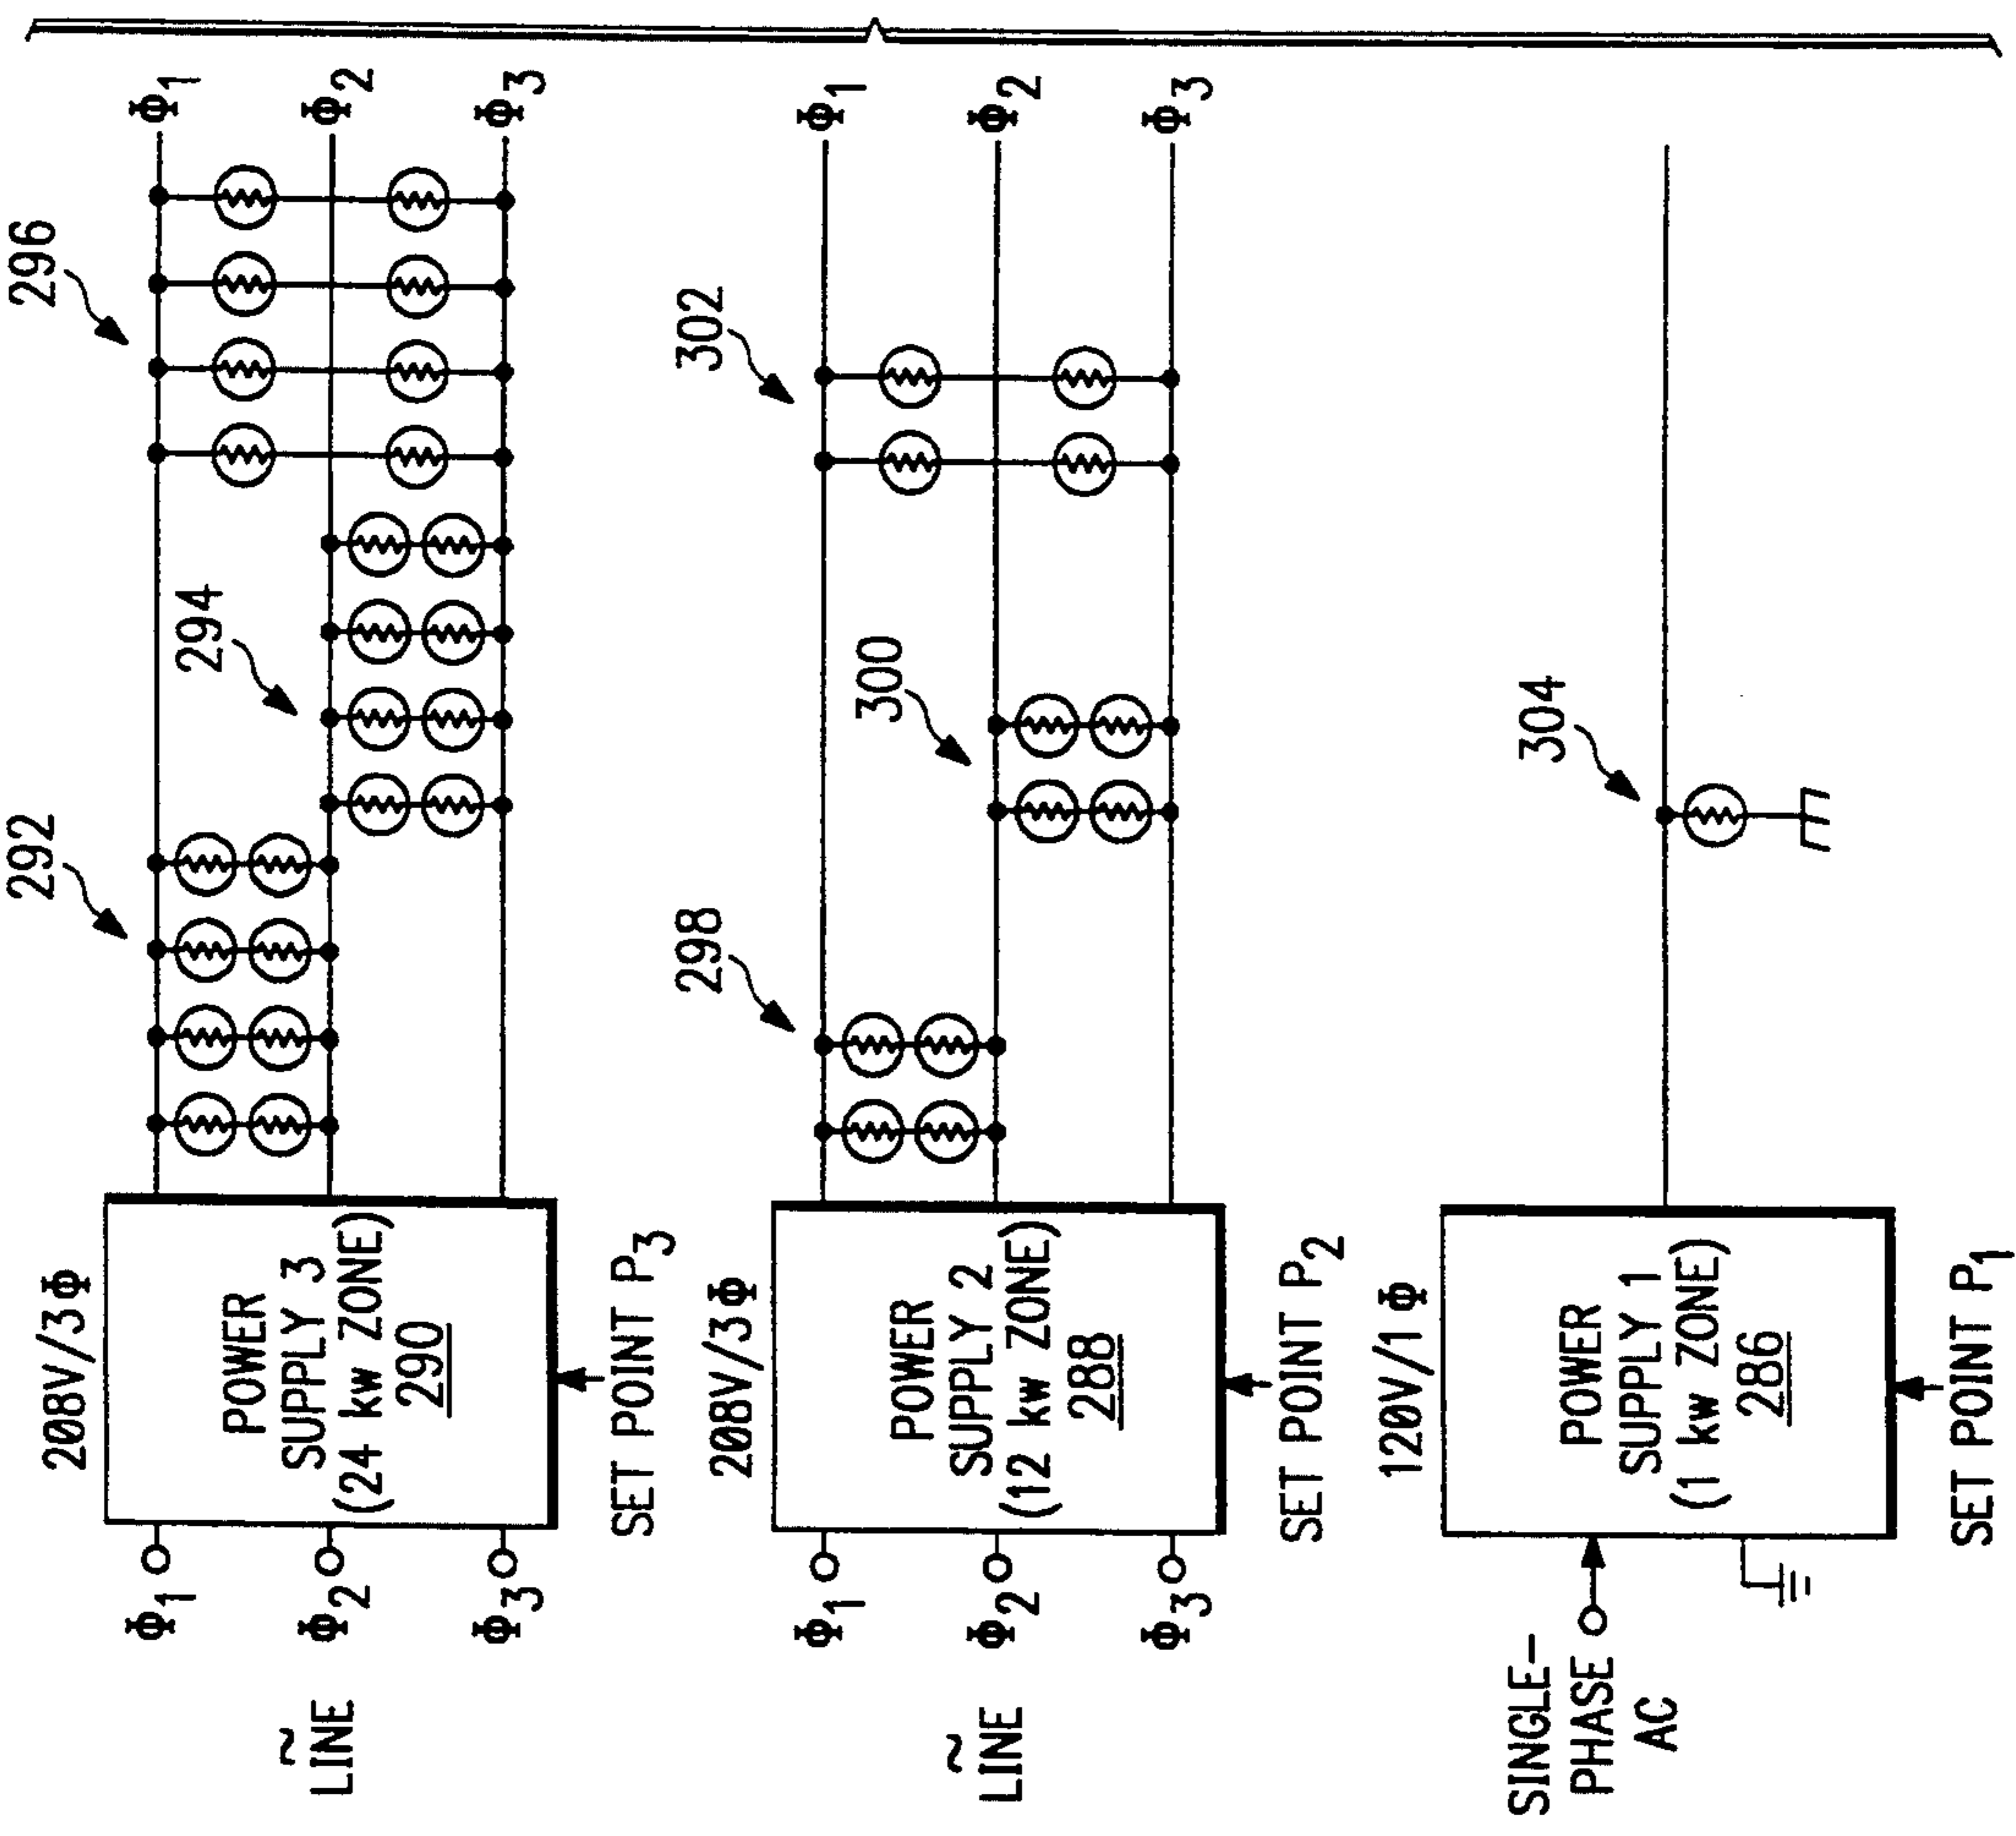 208V/3Φ
Φ1
Φ2
Φ3
~
LINE
POWER
SUPPLY 3
(24 kw ZONE)
290
SET POINT P3
292
294
296
Φ1
Φ2
Φ3
208V/3Φ
Φ1
Φ2
Φ3
~
LINE
POWER
SUPPLY 2
(12 kw ZONE)
288
SET POINT P2
298
300
302
Φ1
Φ2
Φ3
120V/1Φ
SINGLE-
PHASE
AC
POWER
SUPPLY 1
(1 kw ZONE)
286
SET POINT P1
304